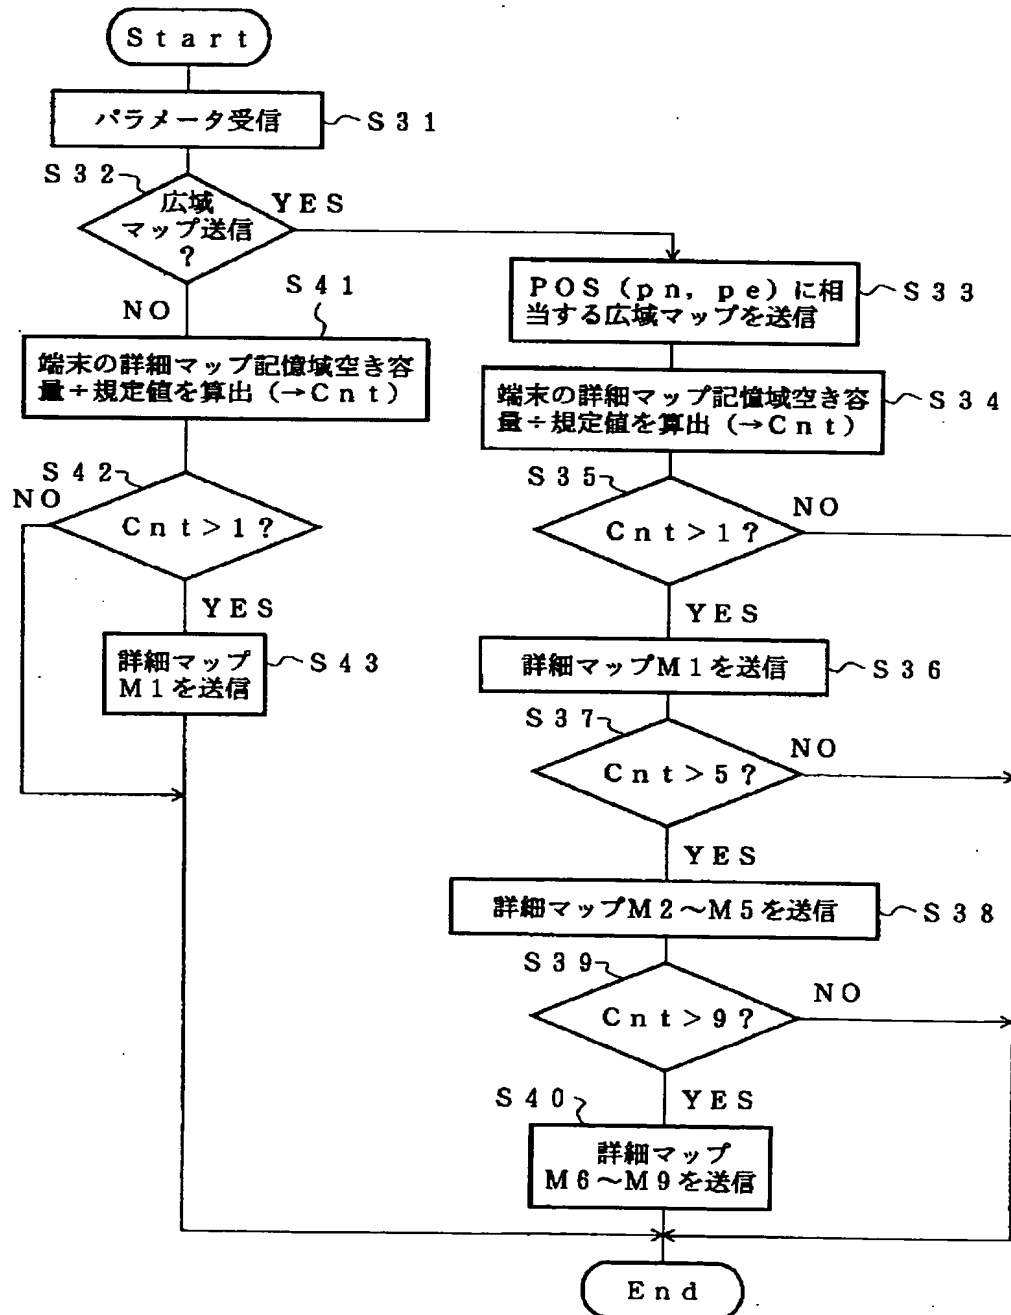 Start
パラメータ受信
S31
S32
広域
マップ送信
?
YES
NO
S41
端末の詳細マップ記憶域空き容
量÷規定値を算出（→Cnt）
S42
NO
Cnt>1?
YES
詳細マップ
M1を送信
S43
POS（pn，pe）に相
当する広域マップを送信
S33
端末の詳細マップ記憶域空き容
量÷規定値を算出（→Cnt）
S34
S35
Cnt>1?
NO
YES
詳細マップM1を送信
S36
S37
Cnt>5?
NO
YES
詳細マップM2～M5を送信
S38
S39
Cnt>9?
NO
YES
S40
詳細マップ
M6～M9を送信
End